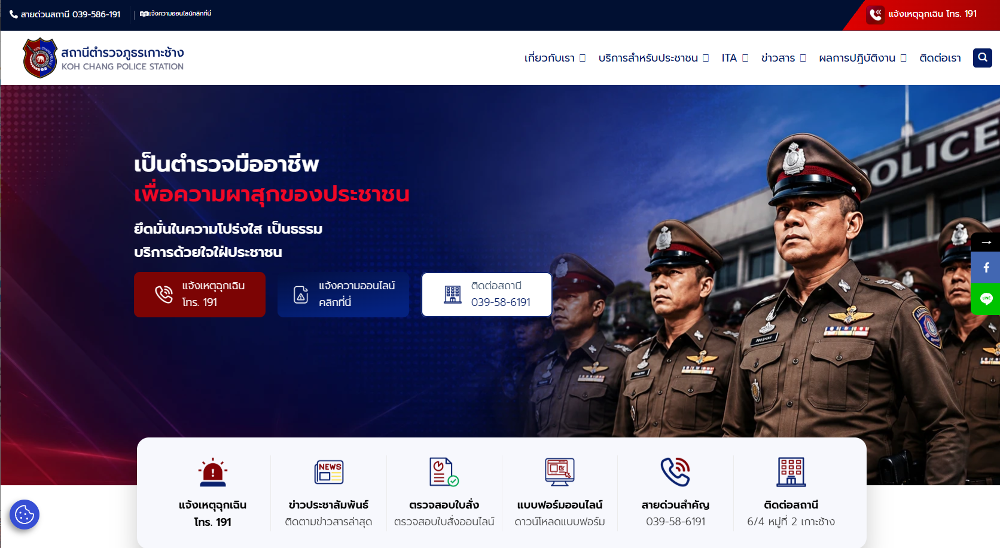 สายด่วนสถานี 039-586-191
แจ้งความออนไลน์คลิกที่นี่
แจ้งเหตุฉุกเฉิน โทร. 191
สถานีตำรวจภูธรเกาะช้าง
KOH CHANG POLICE STATION
เกี่ยวกับเรา
บริการสำหรับประชาชน
ITA
ข่าวสาร
ผลการปฏิบัติงาน
ติดต่อเรา
POLICE
เป็นตำรวจมืออาชีพ
เพื่อความผาสุกของประชาชน
ยึดมั่นในความโปร่งใส เป็นธรรม
บริการด้วยใจใฝ่ประชาชน
แจ้งเหตุฉุกเฉิน
โทร. 191
แจ้งความออนไลน์
คลิกที่นี่
ติดต่อสถานี
039-58-6191
LINE
NEWS
แจ้งเหตุฉุกเฉิน
โทร. 191
ข่าวประชาสัมพันธ์
ติดตามข่าวสารล่าสุด
ตรวจสอบใบสั่ง
ตรวจสอบใบสั่งออนไลน์
แบบฟอร์มออนไลน์
ดาวน์โหลดแบบฟอร์ม
สายด่วนสำคัญ
039-58-6191
ติดต่อสถานี
6/4 หมู่ที่ 2 เกาะช้าง